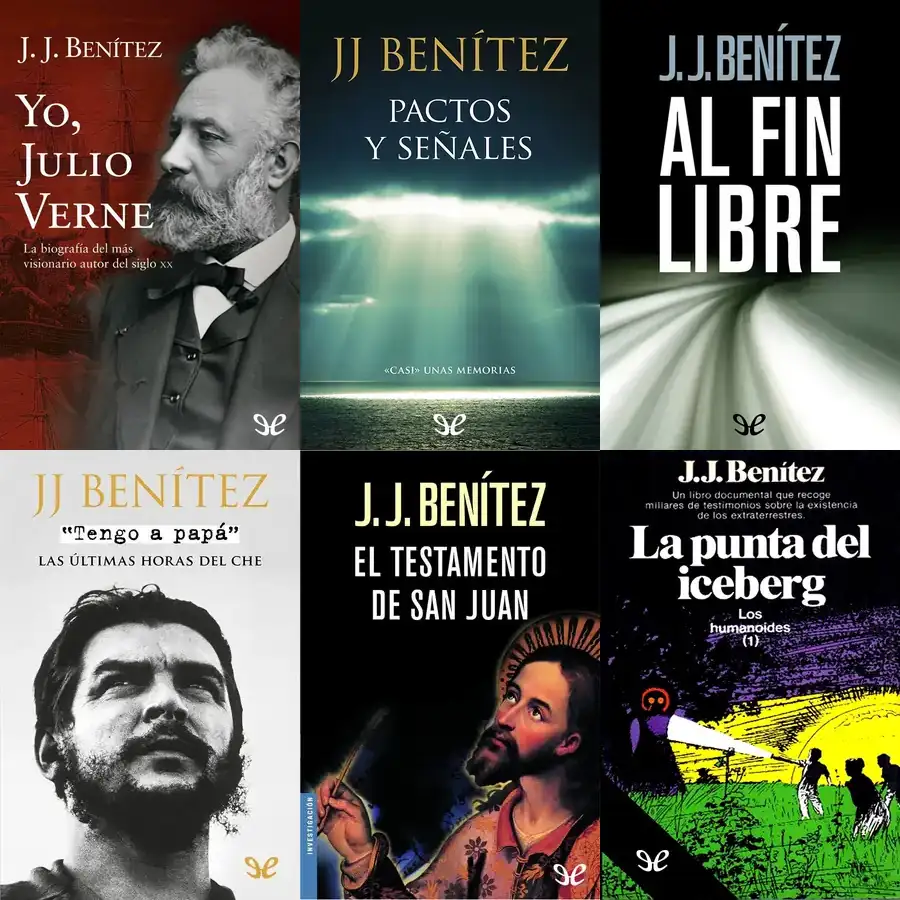 J. J. BENÍTEZ
YO,
JULIO
VERNE
La biografía del más
visionario autor del siglo XX
JJ BENÍTEZ
PACTOS
Y SEÑALES
«CASI» UNAS MEMORIAS
J.J.BENÍTEZ
AL FIN
LIBRE
JJ BENÍTEZ
"Tengo a papá"
LAS ÚLTIMAS HORAS DEL CHE
J.J. BENÍTEZ
EL TESTAMENTO
DE SAN JUAN
INVESTIGACIÓN
J.J. Benítez
Un libro documental que recoge
millares de testimonios sobre la existencia
de los extraterrestres.
La punta del
iceberg
Los
humanoides
(1)